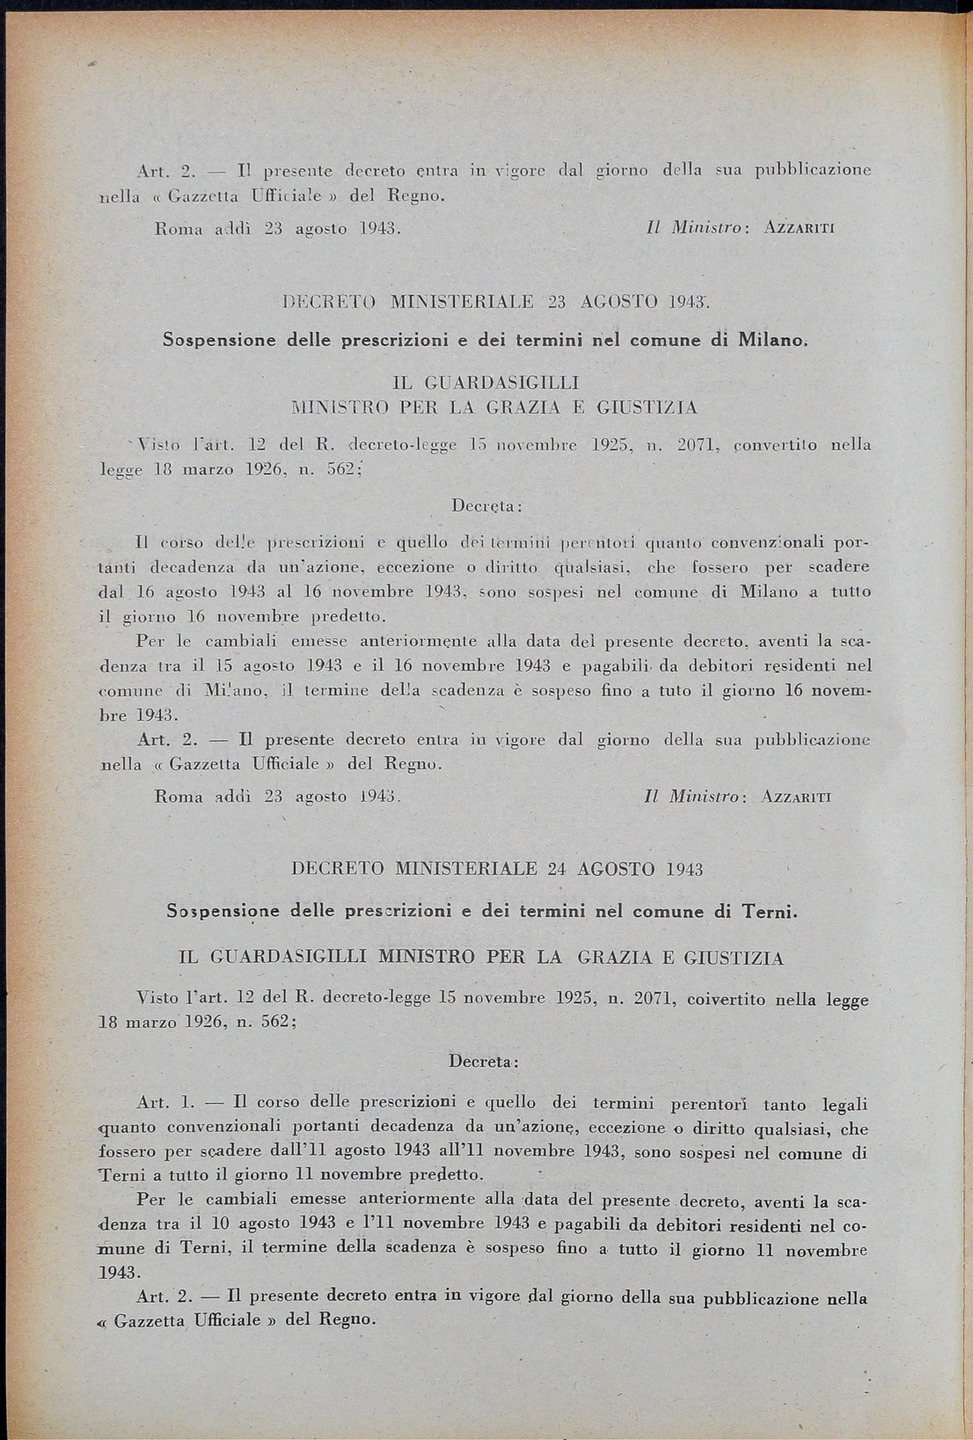 Art. 2. — Il presente decreto entra in vigore dal giorno della sua pubblicazione
nella « Gazzetta Ufficiale » del Regno.
Roma addì 23 agosto 1943. Il Ministro: AZZARITI
DECRETO MINISTERIALE 23 AGOSTO 1943.
Sospensione delle prescrizioni e dei termini nel comune di Milano.
IL GUARDASIGILLI
MINISTRO PER LA GRAZIA E GIUSTIZIA
Visto l'art. 12 del R. decreto-legge 15 novembre 1925, n. 2071, convertito nella
legge 18 marzo 1926, n. 562;
Decreta:
Il corso delle prescrizioni e quello dei termini perentori quanto convenzionali por-
tanti decadenza da un'azione, eccezione o diritto qualsiasi, che fossero per scadere
dal 16 agosto 1943 al 16 novembre 1943, sono sospesi nel comune di Milano a tutto
il giorno 16 novembre predetto.
Per le cambiali emesse anteriormente alla data del presente decreto, aventi la sca-
denza tra il 15 agosto 1943 e il 16 novembre 1943 e pagabili da debitori residenti nel
comune di Milano, il termine della scadenza è sospeso fino a tuto il giorno 16 novem-
bre 1943.
Art. 2. — Il presente decreto entra in vigore dal giorno della sua pubblicazione
nella « Gazzetta Ufficiale » del Regno.
Roma addì 23 agosto 1943. Il Ministro: AZZARITI
DECRETO MINISTERIALE 24 AGOSTO 1943
Sospensione delle prescrizioni e dei termini nel comune di Terni.
IL GUARDASIGILLI MINISTRO PER LA GRAZIA E GIUSTIZIA
Visto l'art. 12 del R. decreto-legge 15 novembre 1925, n. 2071, coivertito nella legge
18 marzo 1926, n. 562;
Decreta:
Art. 1. — Il corso delle prescrizioni e quello dei termini perentori tanto legali
quanto convenzionali portanti decadenza da un'azione, eccezione o diritto qualsiasi, che
fossero per scadere dall'11 agosto 1943 all'11 novembre 1943, sono sospesi nel comune di
Terni a tutto il giorno 11 novembre predetto.
Per le cambiali emesse anteriormente alla data del presente decreto, aventi la sca-
denza tra il 10 agosto 1943 e l'11 novembre 1943 e pagabili da debitori residenti nel co-
mune di Terni, il termine della scadenza è sospeso fino a tutto il giorno 11 novembre
1943.
Art. 2. — Il presente decreto entra in vigore dal giorno della sua pubblicazione nella
« Gazzetta Ufficiale » del Regno.